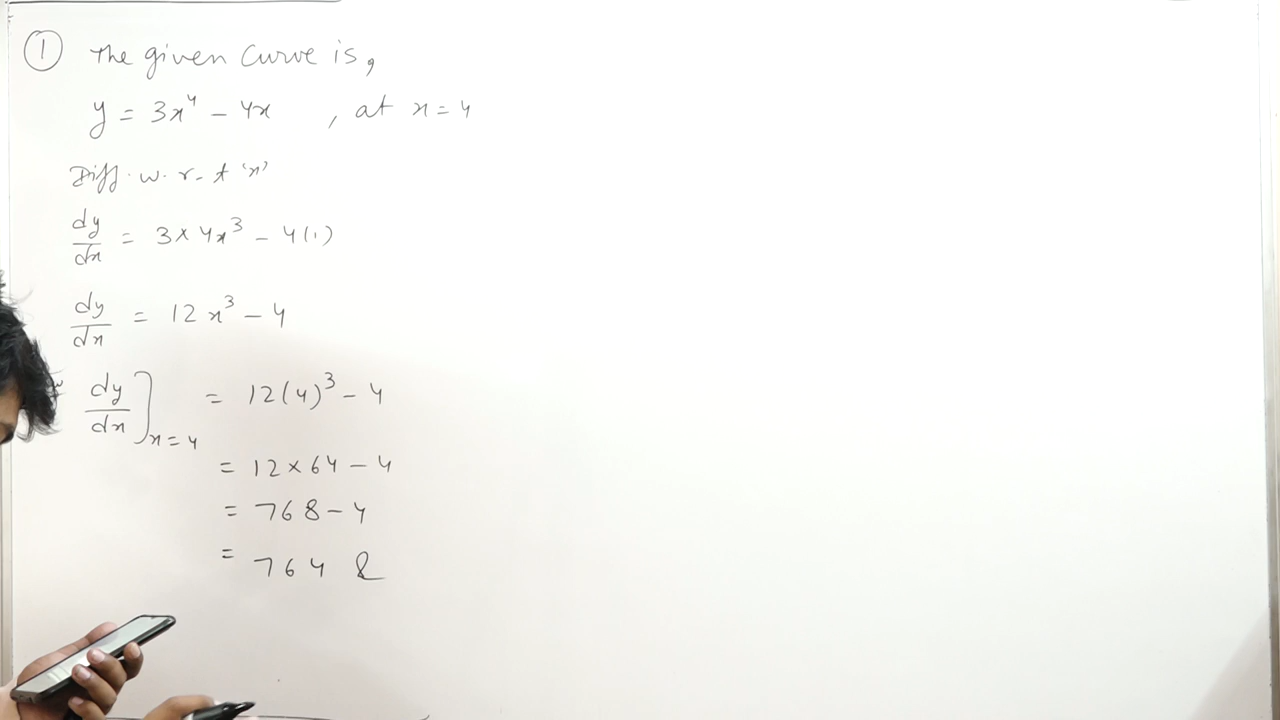 ① The given curve is,
y = 3x⁴ - 4x , at x = 4
Diff. w. r. t 'x'
dy/dx = 3 × 4x³ - 4(1)
dy/dx = 12x³ - 4
dy/dx]x=4 = 12(4)³ - 4
= 12 × 64 - 4
= 768 - 4
= 764